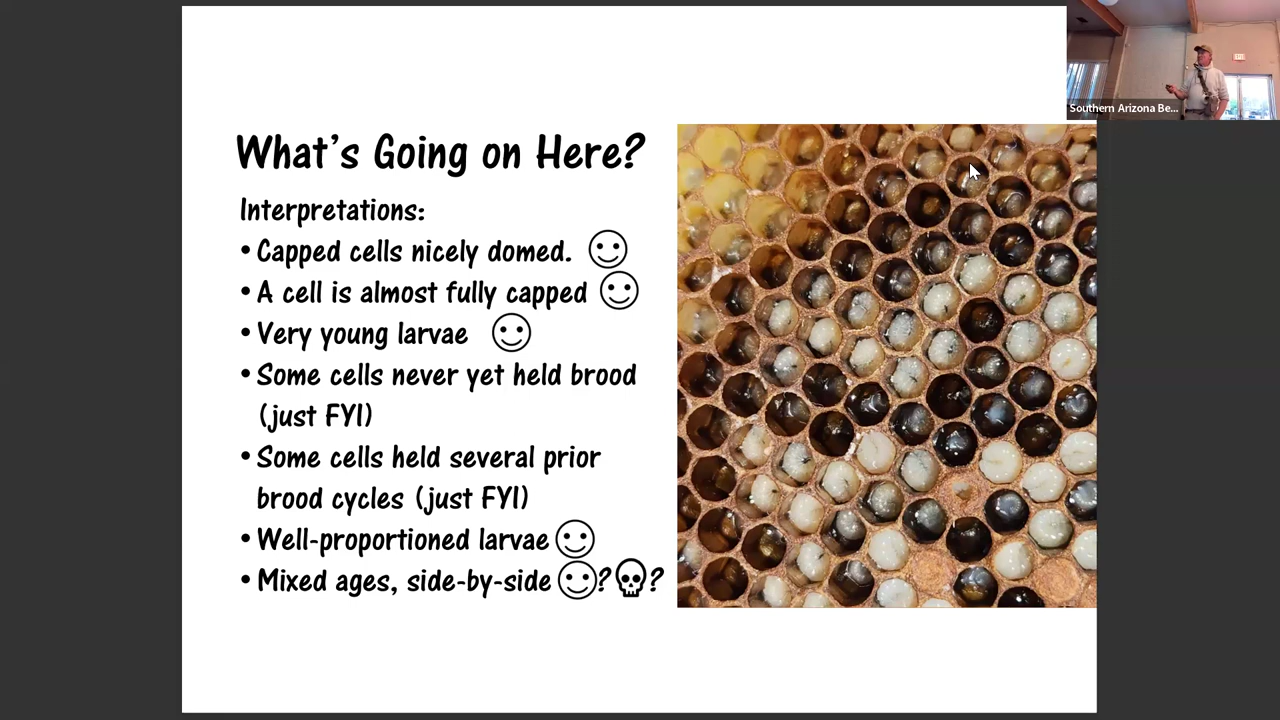 Southern Arizona Be...
What's Going on Here?
Interpretations:
• Capped cells nicely domed.
• A cell is almost fully capped
• Very young larvae
• Some cells never yet held brood
(just FYI)
• Some cells held several prior
brood cycles (just FYI)
• Well-proportioned larvae
• Mixed ages, side-by-side ? ?